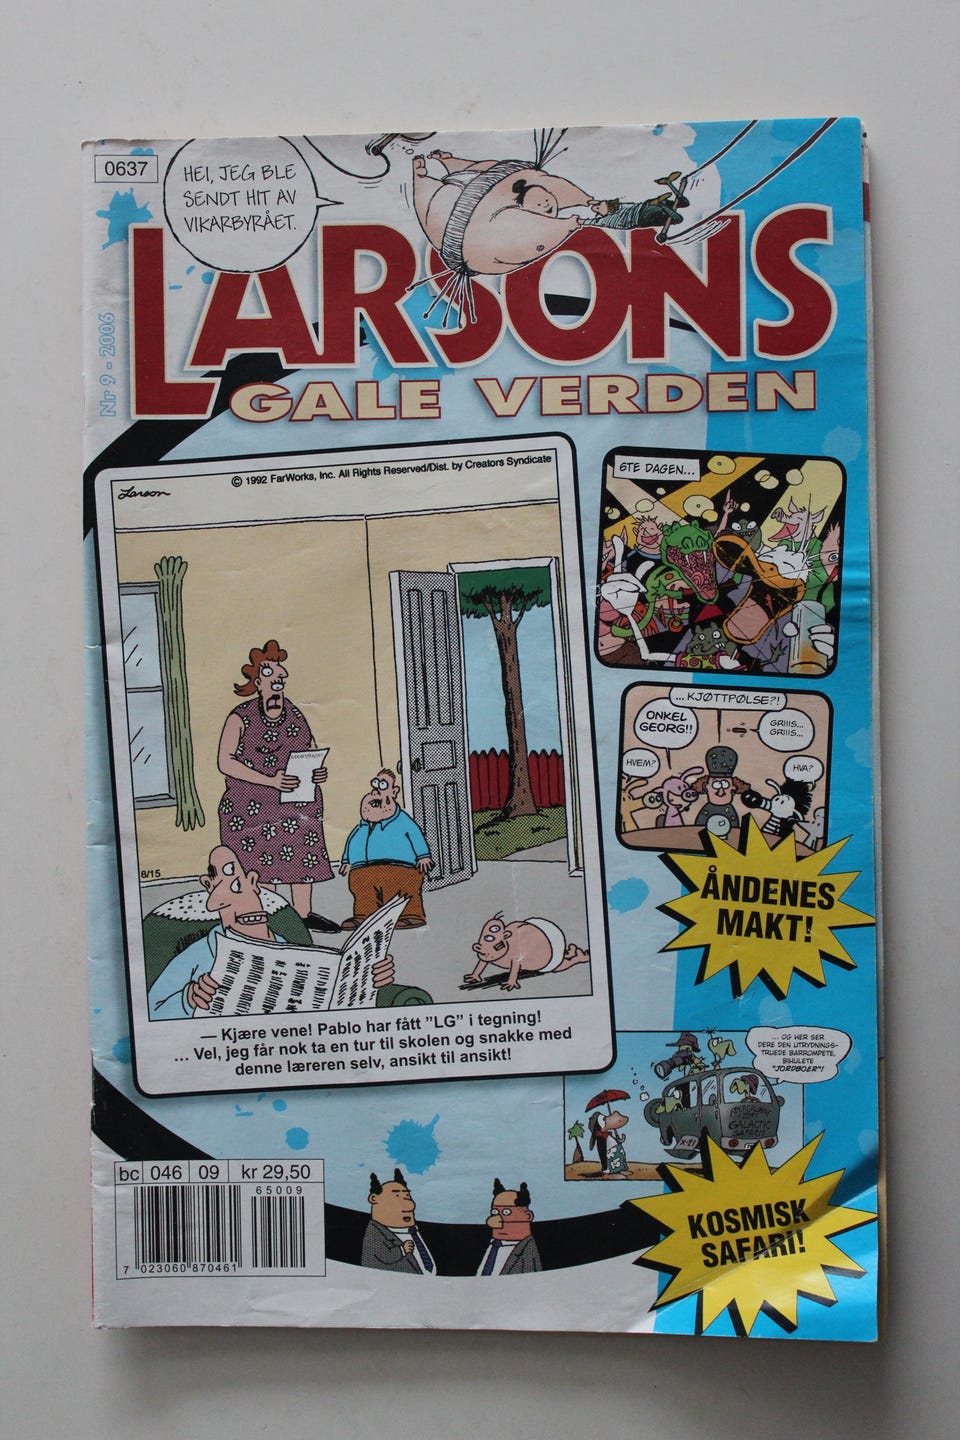 0637
HEI, JEG BLE
SENDT HIT AV
VIKARBYRÅET.
LARSONS
GALE VERDEN
Nr 9 - 2006
© 1992 FarWorks, Inc. All Rights Reserved/Dist. by Creators Syndicate
Larson
8/15
— Kjære vene! Pablo har fått ”LG” i tegning!
... Vel, jeg får nok ta en tur til skolen og snakke med
denne læreren selv, ansikt til ansikt!
6TE DAGEN...
... KJØTTPØLSE?!
ONKEL
GEORG!!
GRIIIS...
GRIIIS...
HVEM?
HVA?
ÅNDENES
MAKT!
... OG HER SER
DERE DEN UTRYDNINGS-
TRUEDE BARROMPETE,
BIHULETE
"JORDBOER"!
GALACTIC
SAFARI
KOSMISK
SAFARI!
bc 046 09 kr 29,50
65009
7 023060 870461